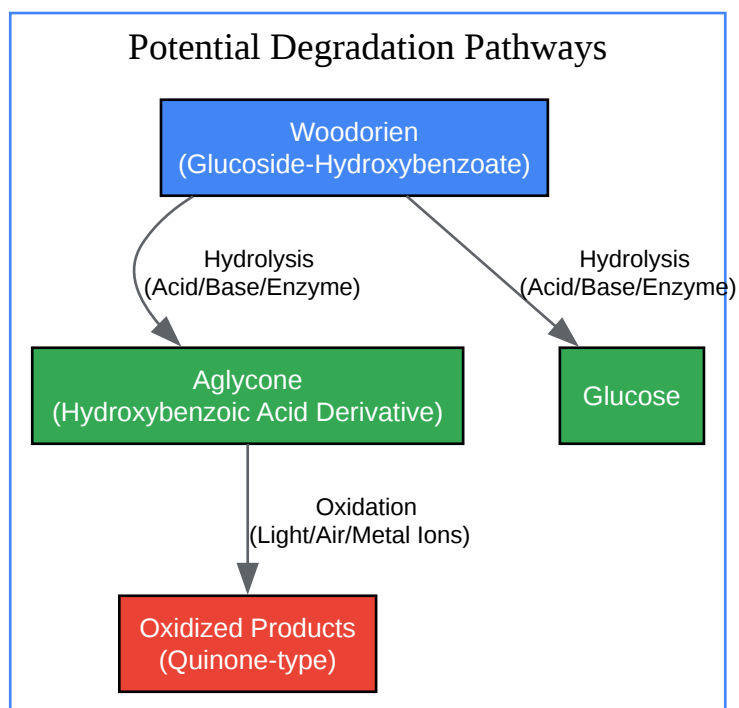 Potential Degradation Pathways
Woodorien
(Glucoside-Hydroxybenzoate)
Hydrolysis
(Acid/Base/Enzyme)
Hydrolysis
(Acid/Base/Enzyme)
Aglycone
(Hydroxybenzoic Acid Derivative)
Glucose
Oxidation
(Light/Air/Metal Ions)
Oxidized Products
(Quinone-type)